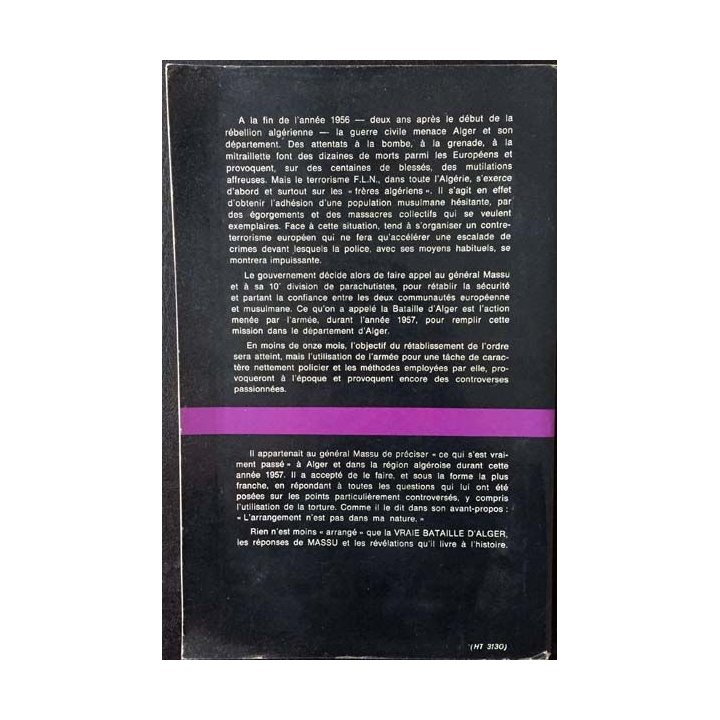 A la fin de l'année 1956 — deux ans après le début de la
rébellion algérienne — la guerre civile menace Alger et son
département. Des attentats à la bombe, à la grenade, à la
mitraillette font des dizaines de morts parmi les Européens et
provoquent, sur des centaines de blessés, des mutilations
affreuses. Mais le terrorisme F.L.N., dans toute l'Algérie, s'exerce
d'abord et surtout sur les « frères algériens ». Il s'agit en effet
d'obtenir l'adhésion d'une population musulmane hésitante, par
des égorgements et des massacres collectifs qui se veulent
exemplaires. Face à cette situation, tend à s'organiser un contre-
terrorisme européen qui ne fera qu'accélérer une escalade de
crimes devant lesquels la police, avec ses moyens habituels, se
montrera impuissante.
Le gouvernement décide alors de faire appel au général Massu
et à sa 10° division de parachutistes, pour rétablir la sécurité
et partant la confiance entre les deux communautés européenne
et musulmane. Ce qu'on a appelé la Bataille d'Alger est l'action
menée par l'armée, durant l'année 1957, pour remplir cette
mission dans le département d'Alger.
En moins de onze mois, l'objectif du rétablissement de l'ordre
sera atteint, mais l'utilisation de l'armée pour une tâche de carac-
tère nettement policier et les méthodes employées par elle, pro-
voqueront à l'époque et provoquent encore des controverses
passionnées.
Il appartenait au général Massu de préciser « ce qui s'est vrai-
ment passé » à Alger et dans la région algéroise durant cette
année 1957. Il a accepté de le faire, et sous la forme la plus
franche, en répondant à toutes les questions qui lui ont été
posées sur les points particulièrement controversés, y compris
l'utilisation de la torture. Comme il le dit dans son avant-propos :
« L'arrangement n'est pas dans ma nature. »
Rien n'est moins « arrangé » que la VRAIE BATAILLE D'ALGER,
les réponses de MASSU et les révélations qu'il livre à l'histoire.
(HT 3130)